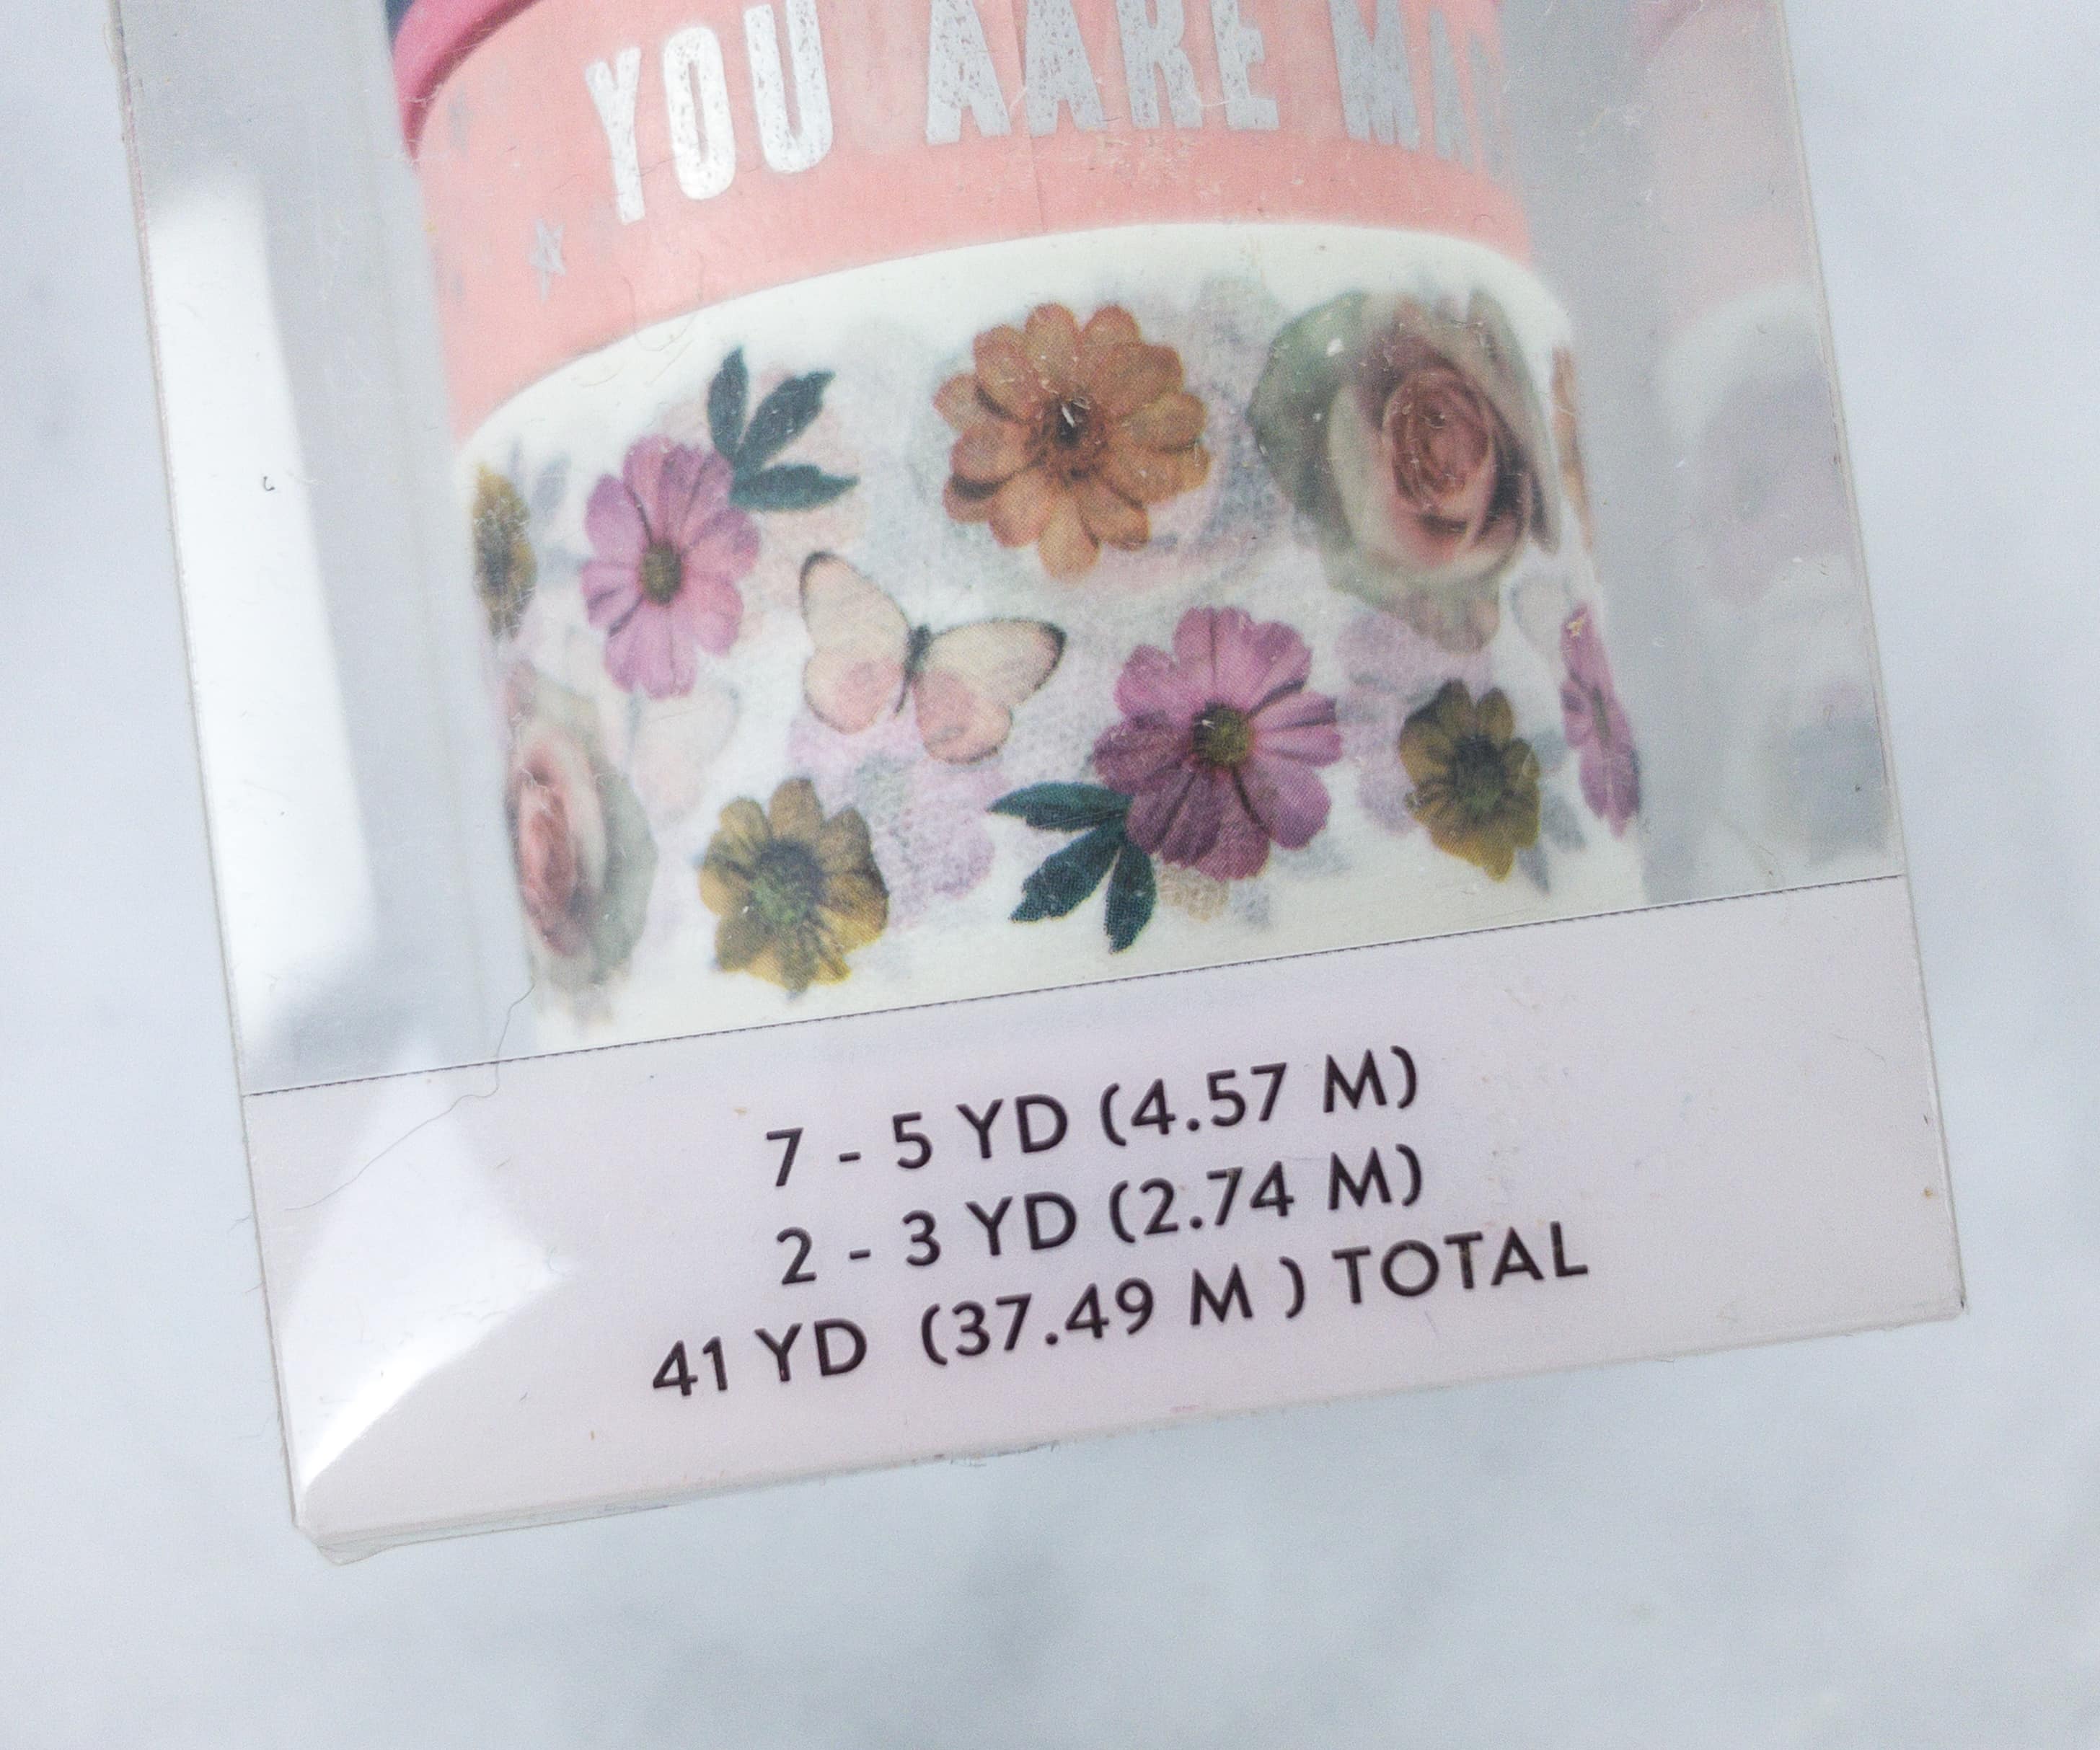 YOU AARE
7 - 5 YD (4.57 M)
2 - 3 YD (2.74 M)
41 YD (37.49 M ) TOTAL